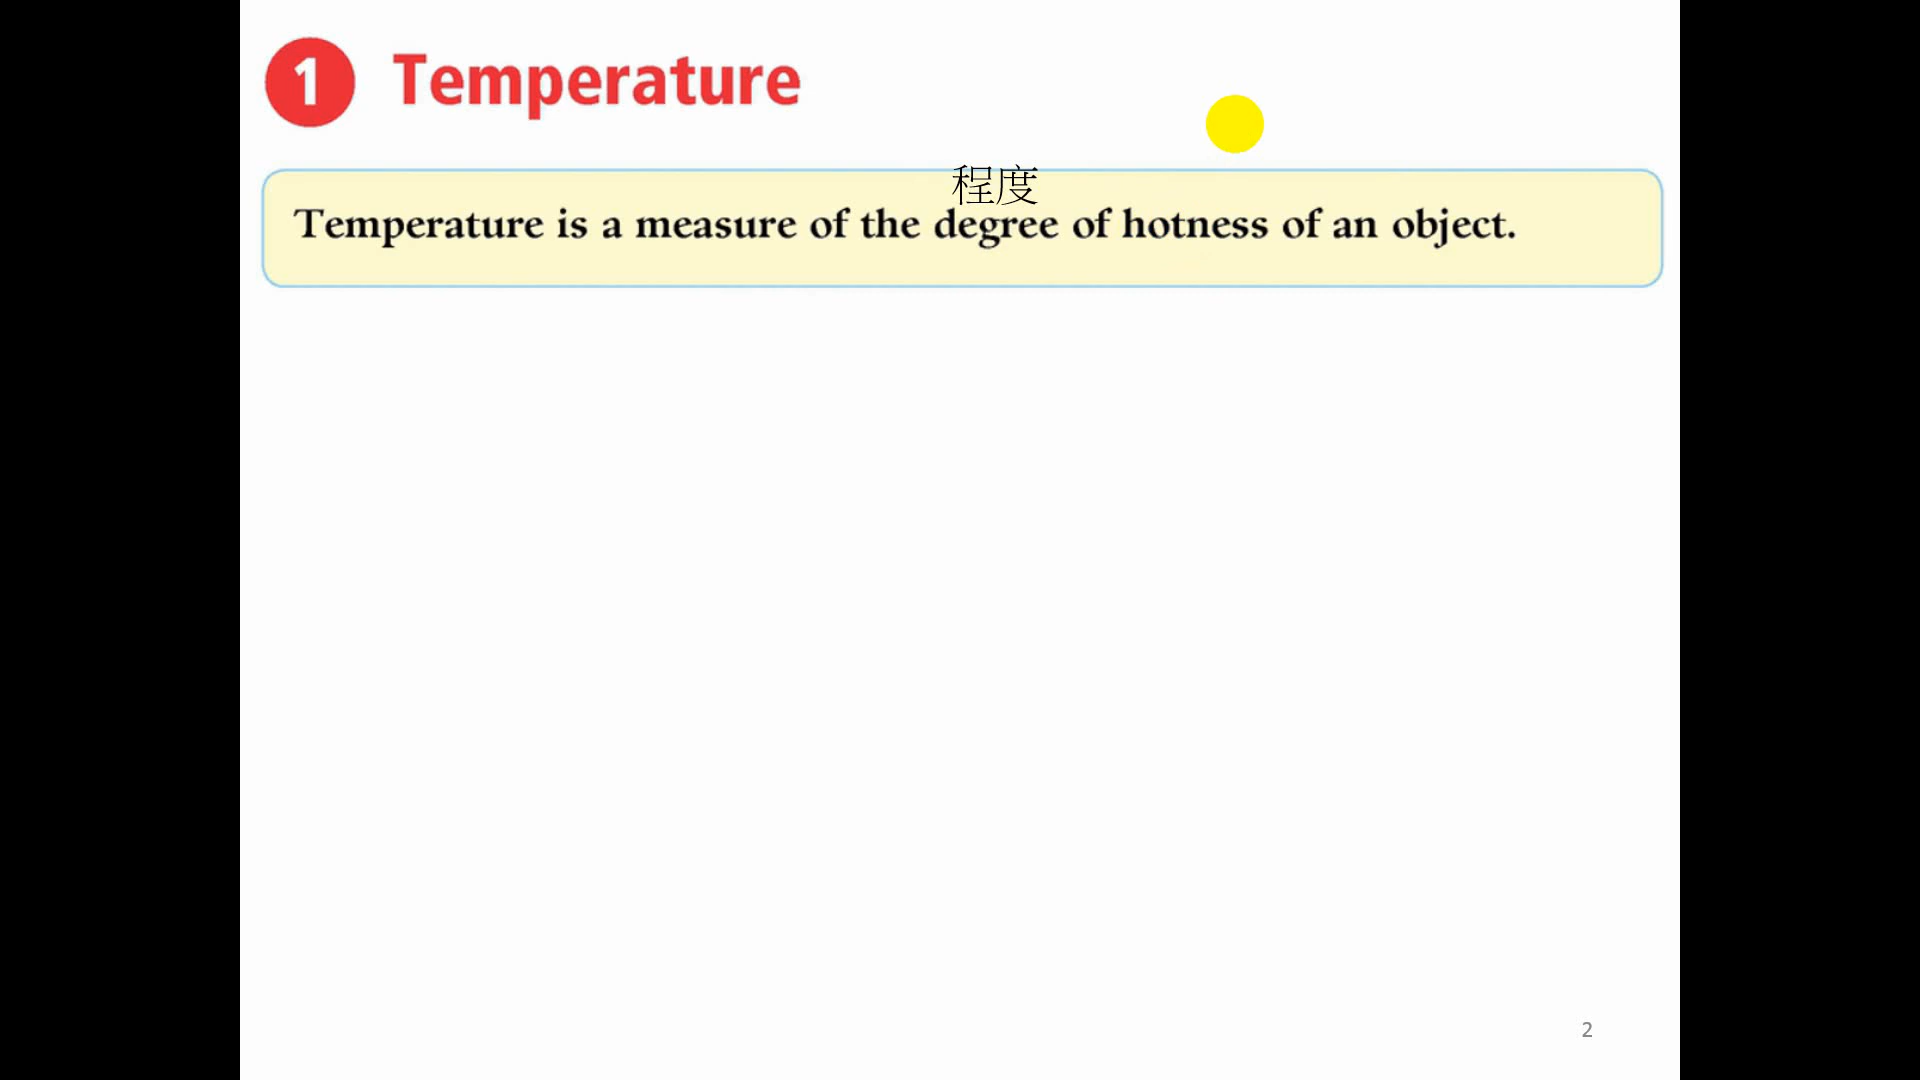 1 Temperature
程度
Temperature is a measure of the degree of hotness of an object.
2